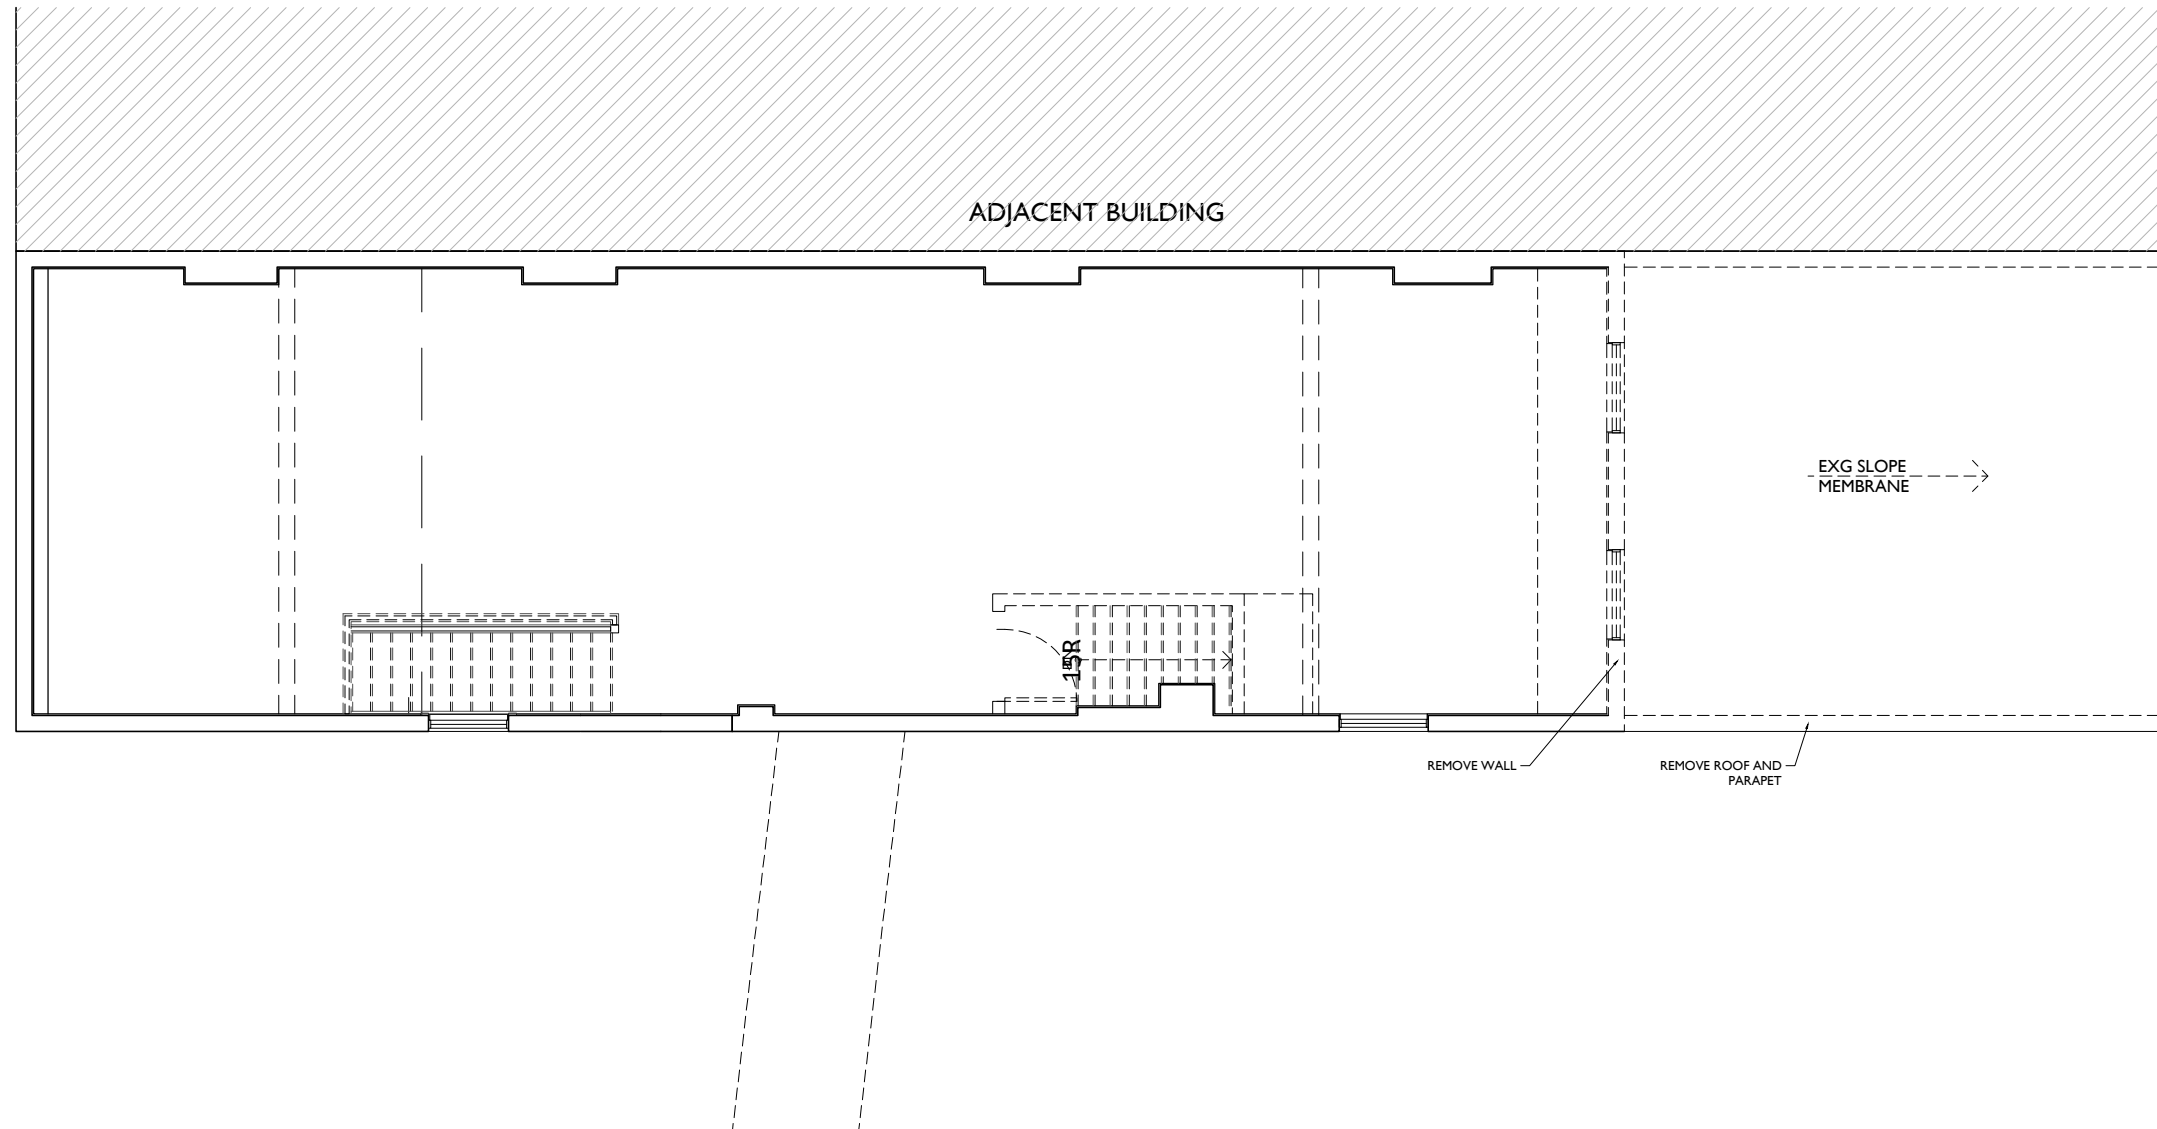 ADJACENT BUILDING
EXG SLOPE
MEMBRANE
15R
REMOVE WALL
REMOVE ROOF AND
PARAPET